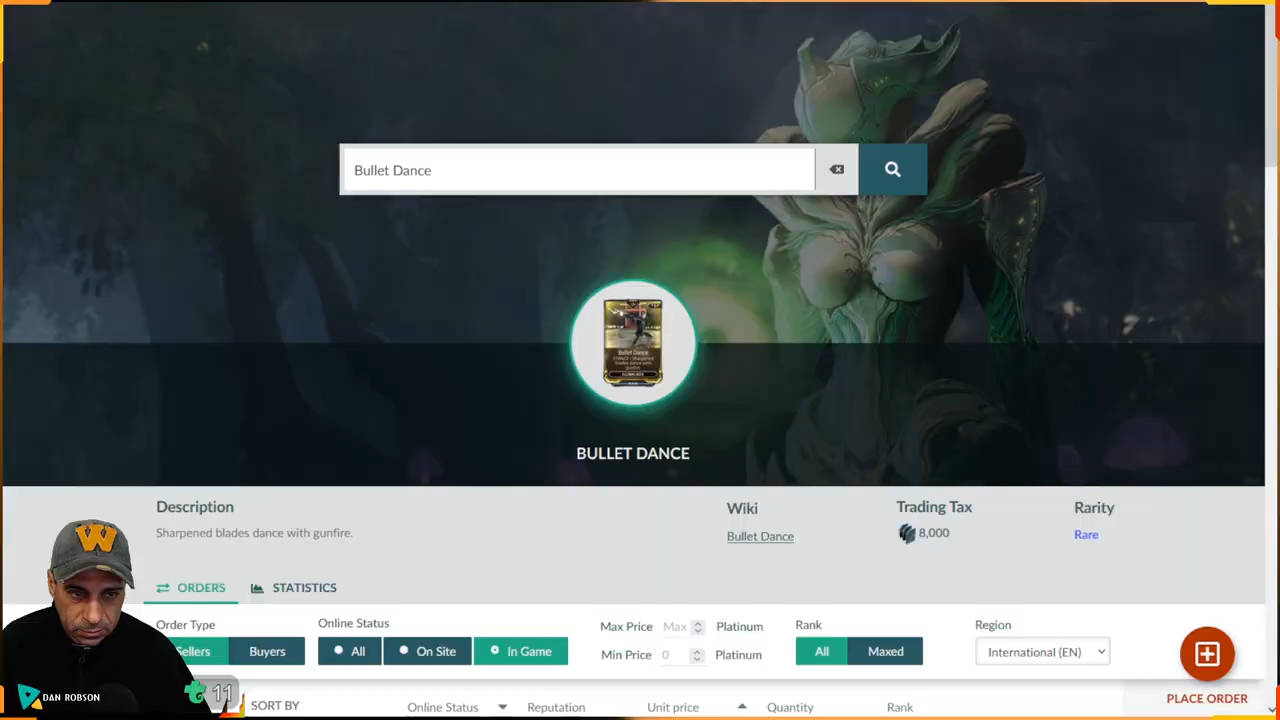 Bullet Dance
Bullet Dance
BULLET DANCE
Description
Wiki
Trading Tax
Rarity
Sharpened blades dance with gunfire.
Bullet Dance
8,000
Rare
ORDERS
STATISTICS
Order Type
Online Status
Max Price
Max
Platinum
Rank
Region
Sellers
Buyers
All
On Site
In Game
Min Price
0
Platinum
All
Maxed
International (EN)
W
DAN ROBSON
11
SORT BY
Online Status
Reputation
Unit price
Quantity
Rank
PLACE ORDER